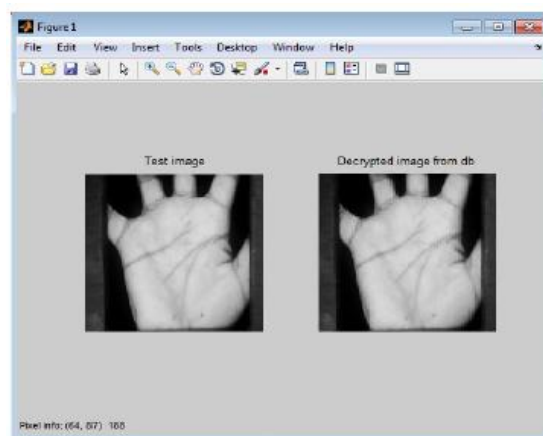 Figure 1
File Edit View Insert Tools Desktop Window Help
Test image Decrypted image from db
Pixel info: (64, 87) 188